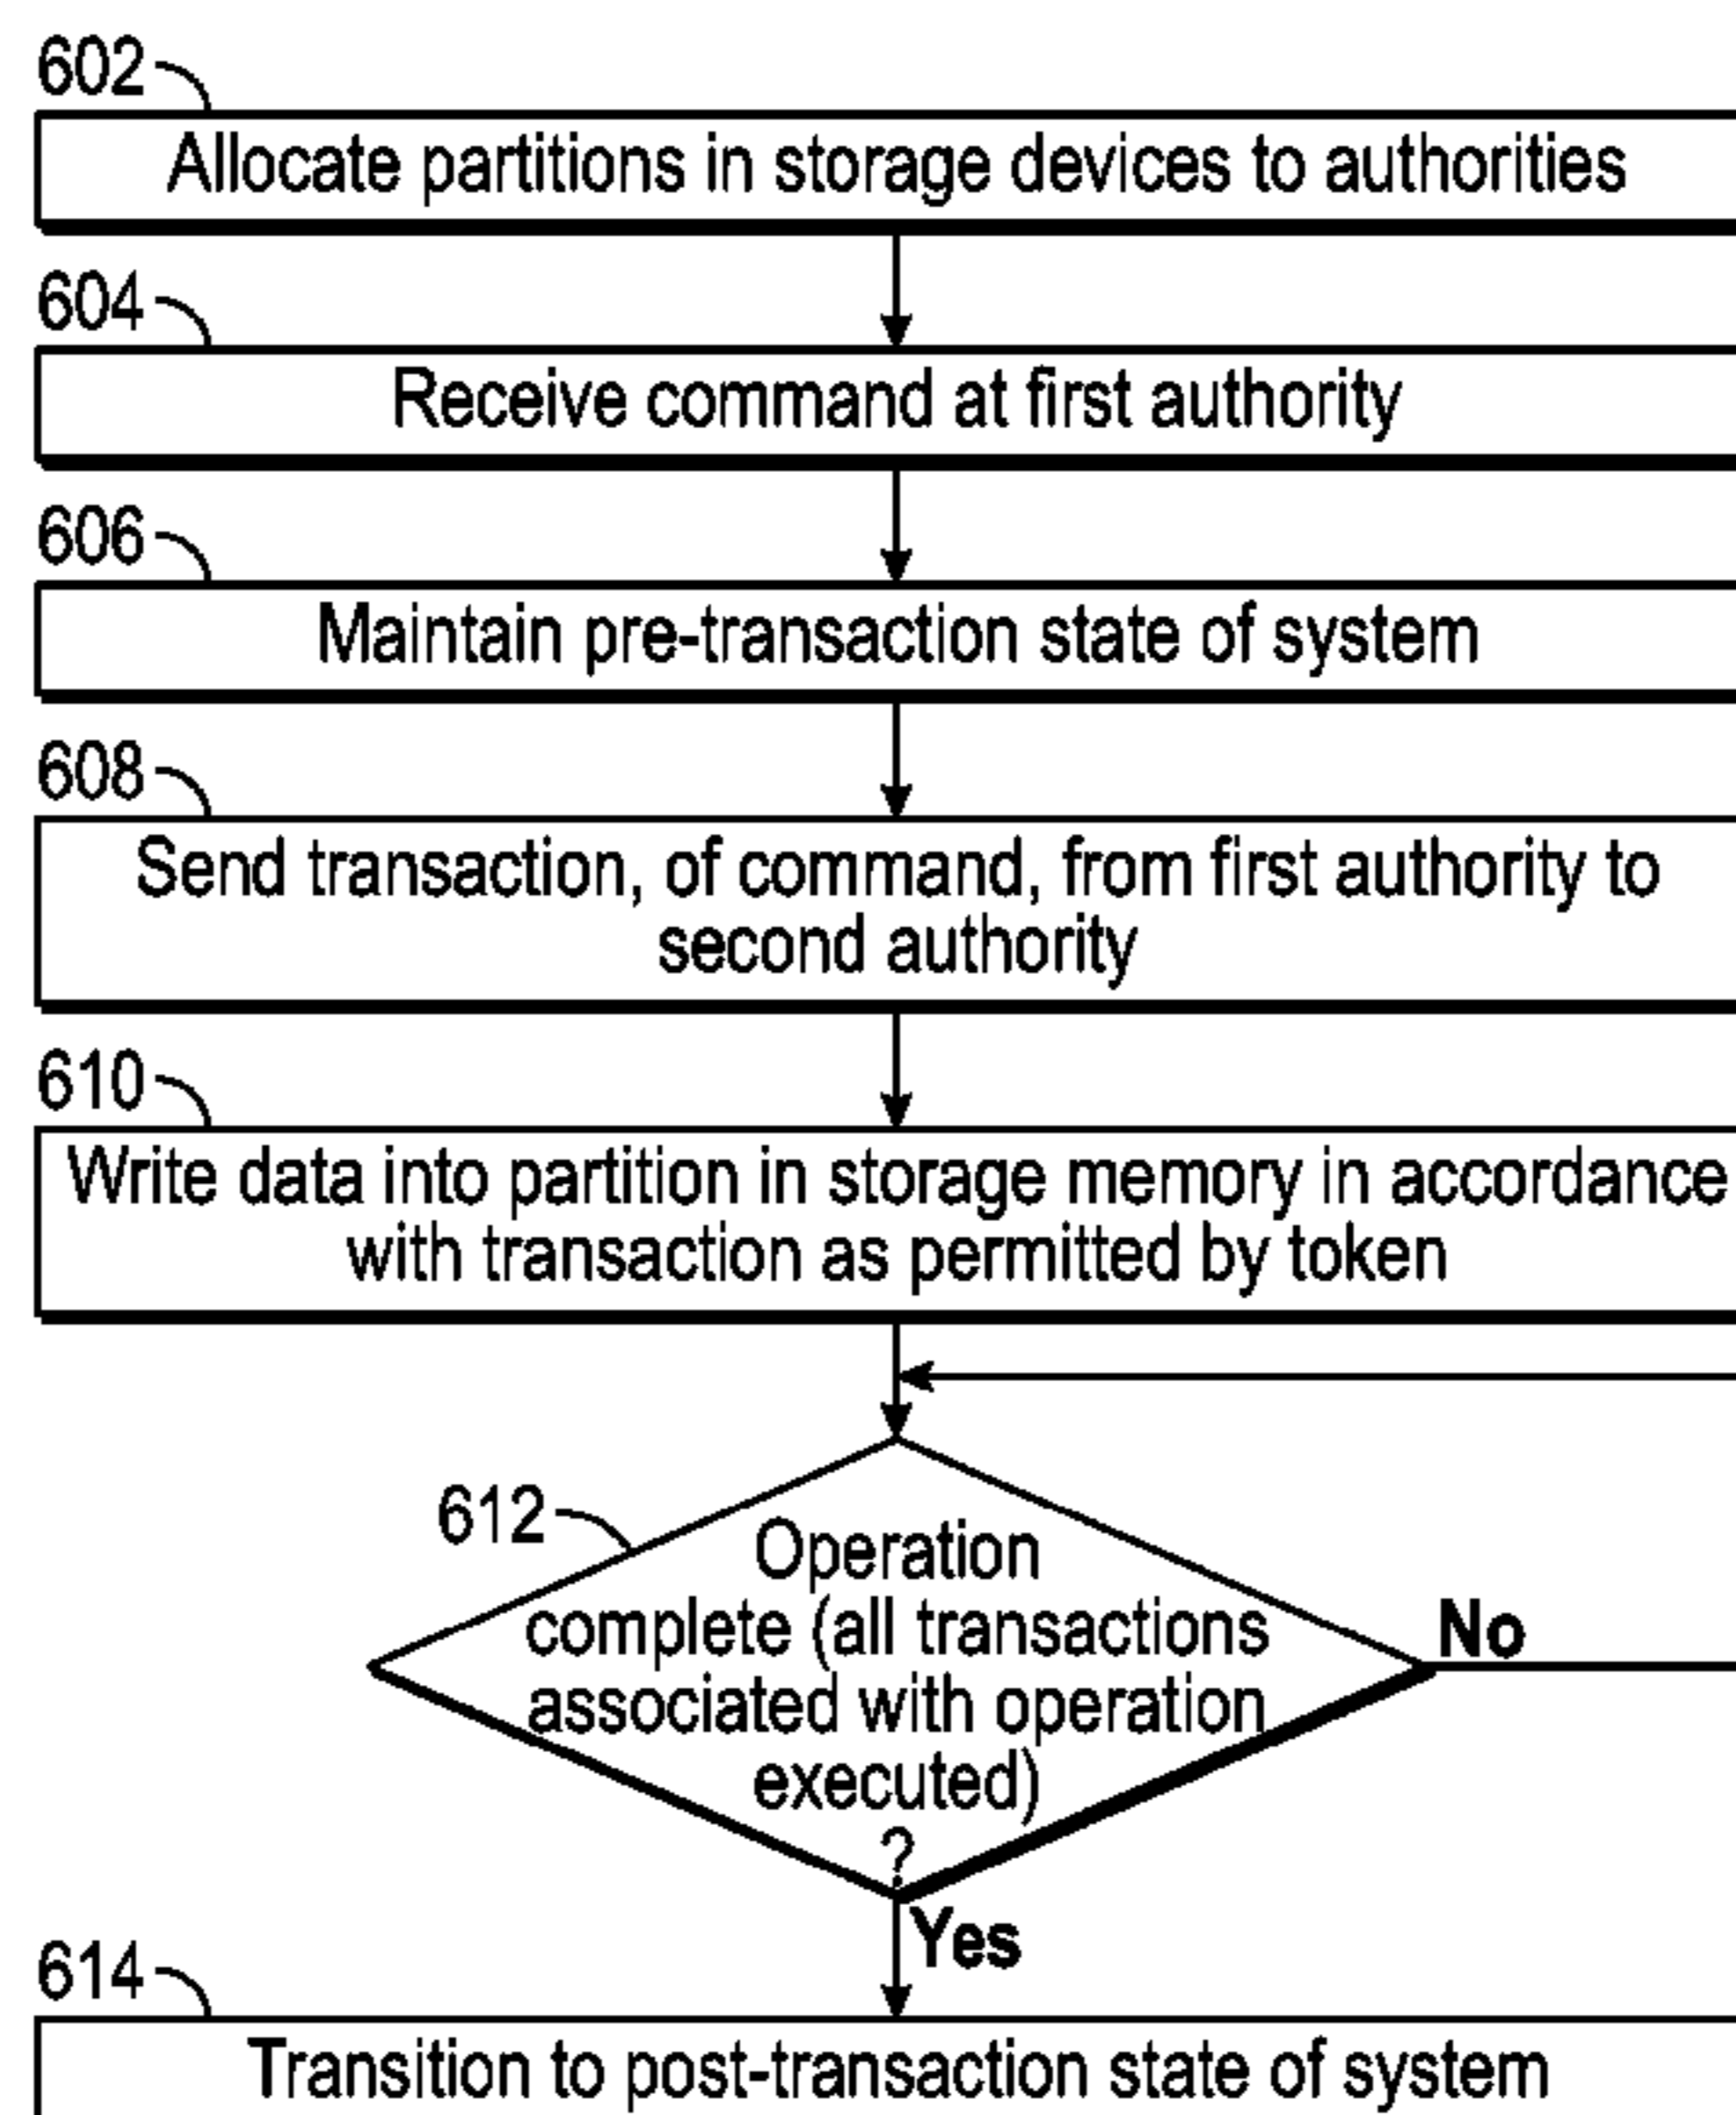 602
Allocate partitions in storage devices to authorities
604
Receive command at first authority
606
Maintain pre-transaction state of system
608
Send transaction, of command, from first authority to
second authority
610
Write data into partition in storage memory in accordance
with transaction as permitted by token
612
Operation
complete (all transactions
associated with operation
executed)
?
No
Yes
614
Transition to post-transaction state of system